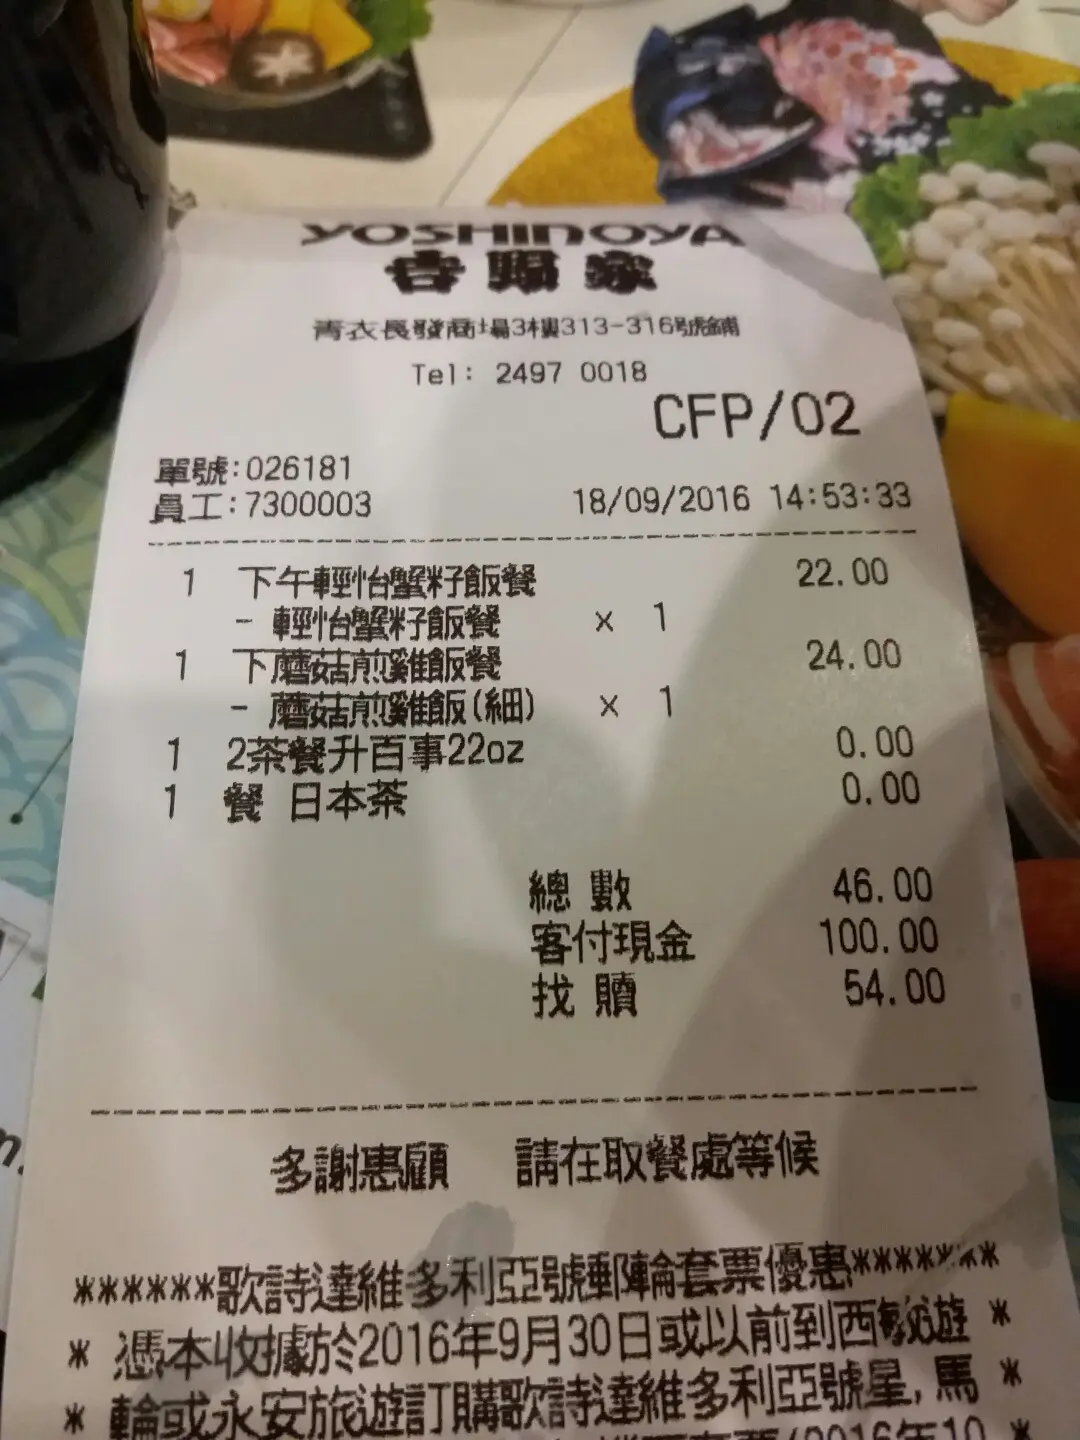 YOSHINOYA
吉野家
青衣長發商場3樓313-316號舖
Tel: 2497 0018
CFP/02
單號:026181
員工:7300003 18/09/2016 14:53:33
1 下午輕怡蟹籽飯餐 22.00
- 輕怡蟹籽飯餐 × 1
1 下蘑菇煎雞飯餐 24.00
- 蘑菇煎雞飯(細) × 1
1 2茶餐升百事22oz 0.00
1 餐 日本茶 0.00
總 數 46.00
客付現金 100.00
找 贖 54.00
多謝惠顧 請在取餐處等候
******歌詩達維多利亞號郵輪套票優惠*******
* 憑本收據於2016年9月30日或以前到西敏遊 *
* 輪或永安旅遊訂購歌詩達維多利亞號星,馬 *
(2016年10 *